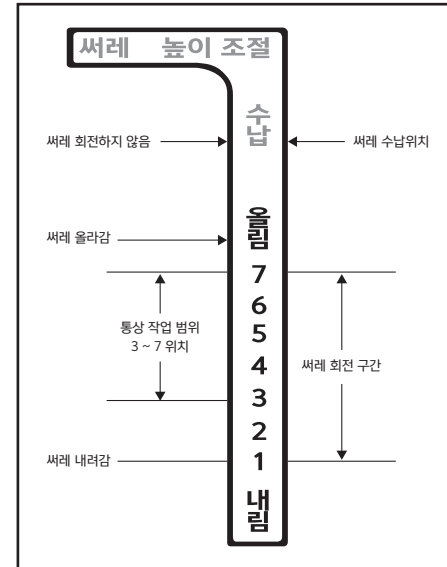 써레 높이 조절
수납
써레 회전하지 않음
써레 수납위치
올림
써레 올라감
7
6
5
4
3
2
1
통상 작업 범위
3 ~ 7 위치
써레 회전 구간
써레 내려감
내림